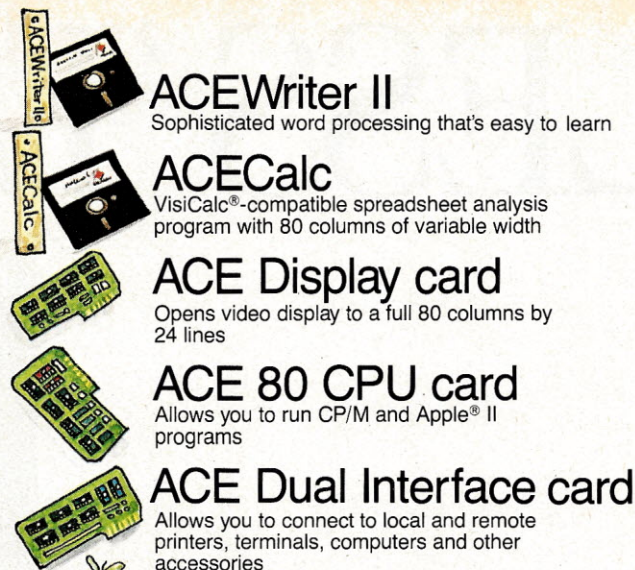 ACEWriter II
ACEWriter II
Sophisticated word processing that's easy to learn
ACECalc
ACECalc
VisiCalc®-compatible spreadsheet analysis
program with 80 columns of variable width
ACE Display card
Opens video display to a full 80 columns by
24 lines
ACE 80 CPU card
Allows you to run CP/M and Apple® II
programs
ACE Dual Interface card
Allows you to connect to local and remote
printers, terminals, computers and other
accessories